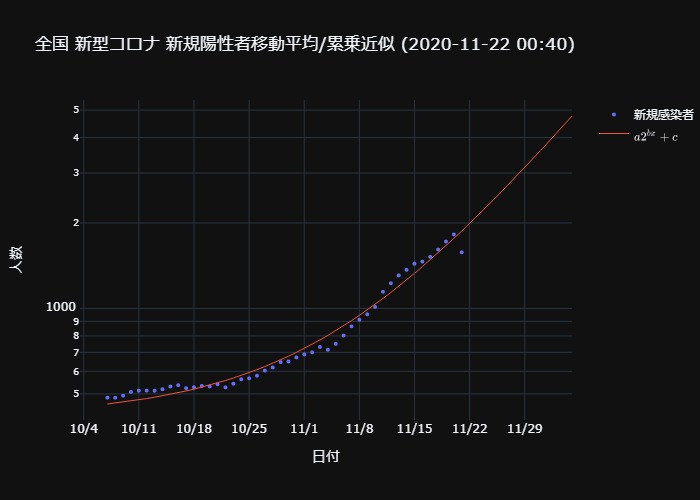 全国 新型コロナ 新規陽性者移動平均/累乗近似 (2020-11-22 00:40)
新規感染者
a2^{bx} + c
人数
5
4
3
2
1000
9
8
7
6
5
10/4 10/11 10/18 10/25 11/1 11/8 11/15 11/22 11/29
日付